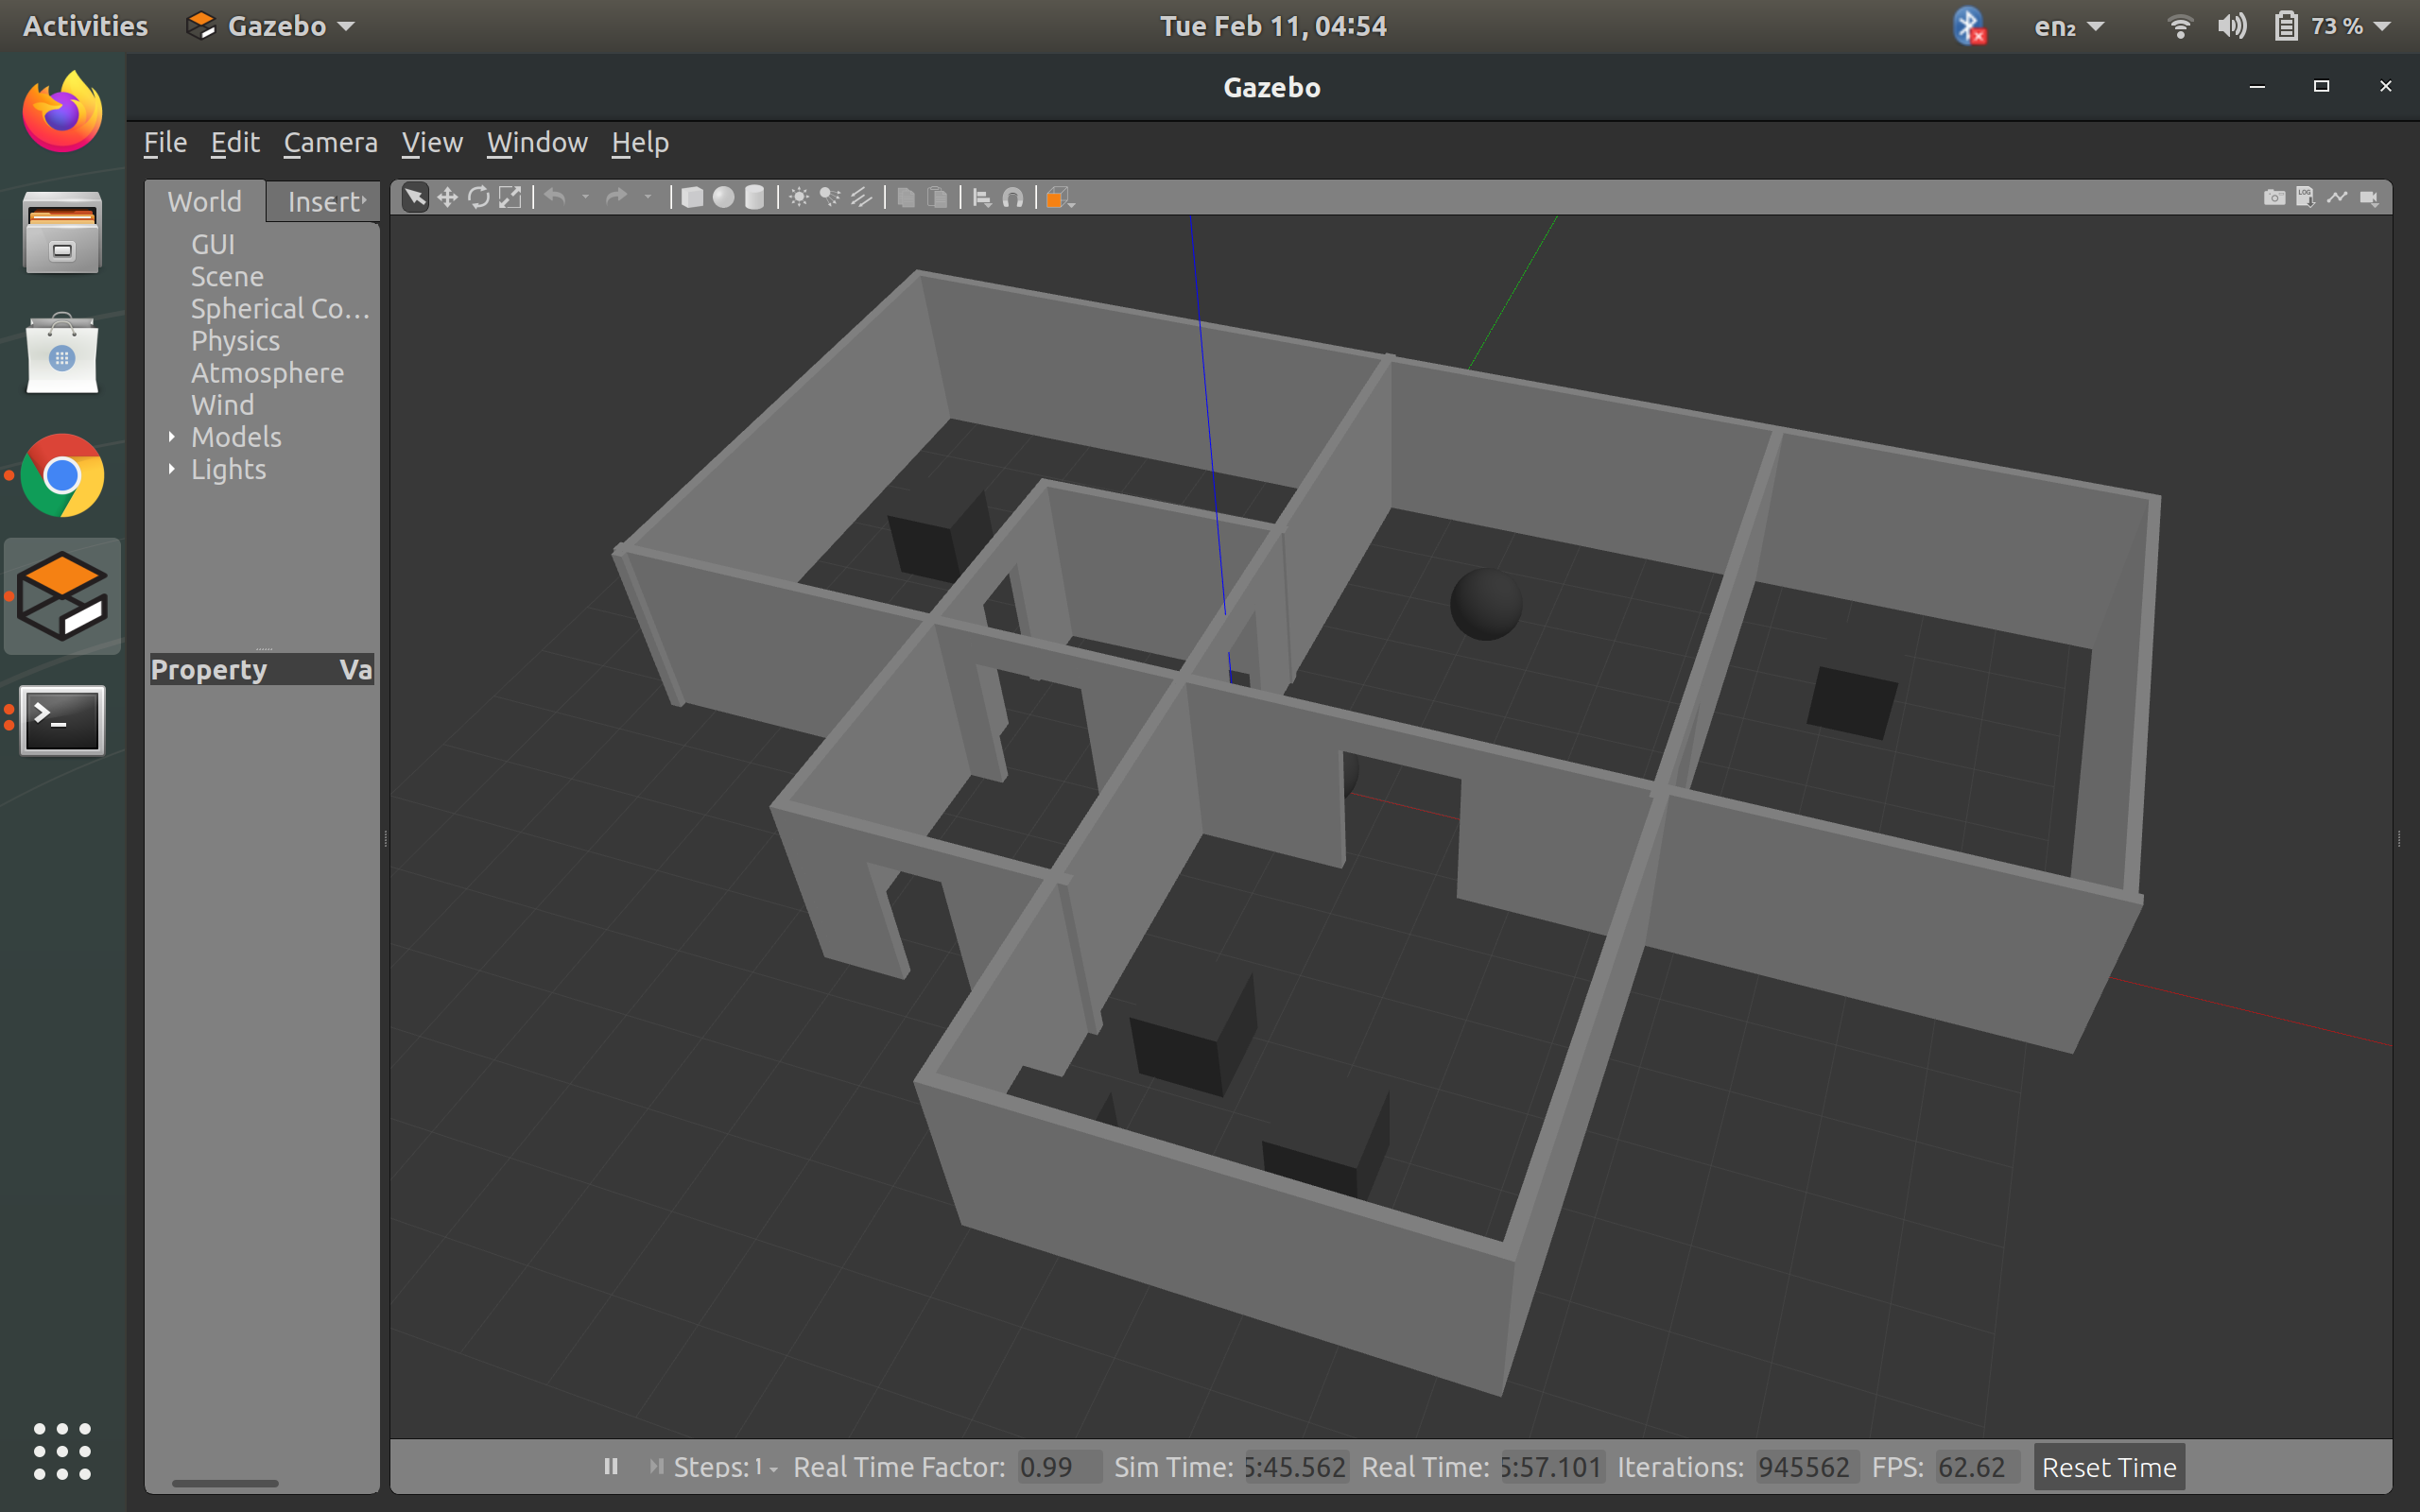 Activities Gazebo Tue Feb 11, 04:54 en₂ 73 %
Gazebo
File Edit Camera View Window Help
World Insert
GUI
Scene
Spherical Co...
Physics
Atmosphere
Wind
Models
Lights
Property Va
LOG
Steps: 1 Real Time Factor: 0.99 Sim Time: 5:45.562 Real Time: 5:57.101 Iterations: 945562 FPS: 62.62 Reset Time